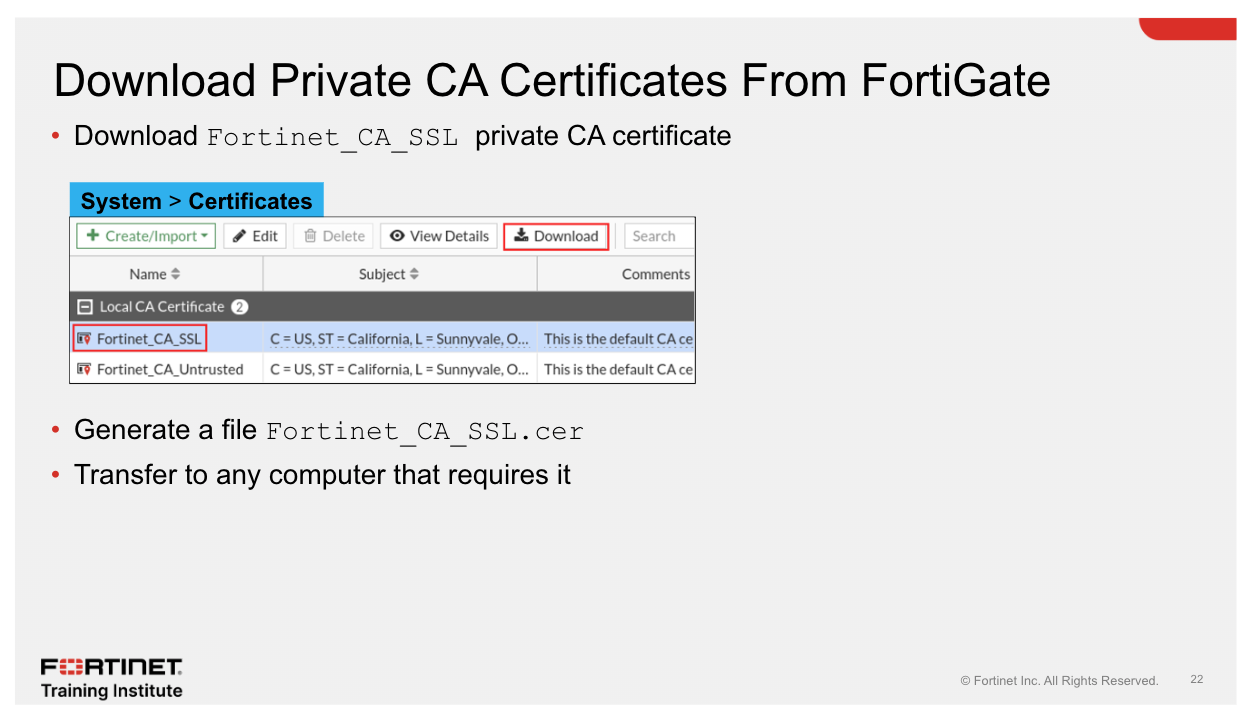 Download Private CA Certificates From FortiGate
• Download Fortinet_CA_SSL private CA certificate
System > Certificates
Create/Import Edit Delete View Details Download Search
Name Subject Comments
Local CA Certificate 2
Fortinet_CA_SSL C = US, ST = California, L = Sunnyvale, O... This is the default CA ce
Fortinet_CA_Untrusted C = US, ST = California, L = Sunnyvale, O... This is the default CA ce
• Generate a file Fortinet_CA_SSL.cer
• Transfer to any computer that requires it
FORTINET
Training Institute
© Fortinet Inc. All Rights Reserved. 22